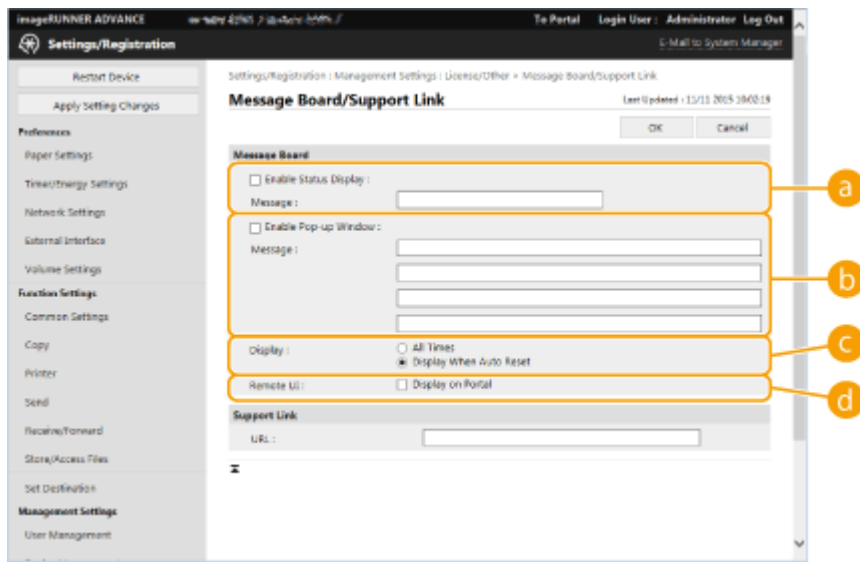 imageRUNNER ADVANCE
To Portal Login User : Administrator Log Out
Settings/Registration
E-Mail to System Manager
Restart Device
Apply Setting Changes
Preferences
Paper Settings
Timer/Energy Settings
Network Settings
External Interface
Volume Settings
Function Settings
Common Settings
Copy
Printer
Send
Receive/Forward
Store/Access Files
Set Destination
Management Settings
User Management
Settings/Registration : Management Settings : License/Other > Message Board/Support Link
Message Board/Support Link
Last Updated : 11/11 2015 10:02:19
OK Cancel
Message Board
Enable Status Display :
Message :
a
Enable Pop-up Window :
Message :
b
Display :
All Times
Display When Auto Reset
c
Remote UI :
Display on Portal
d
Support Link
URL :